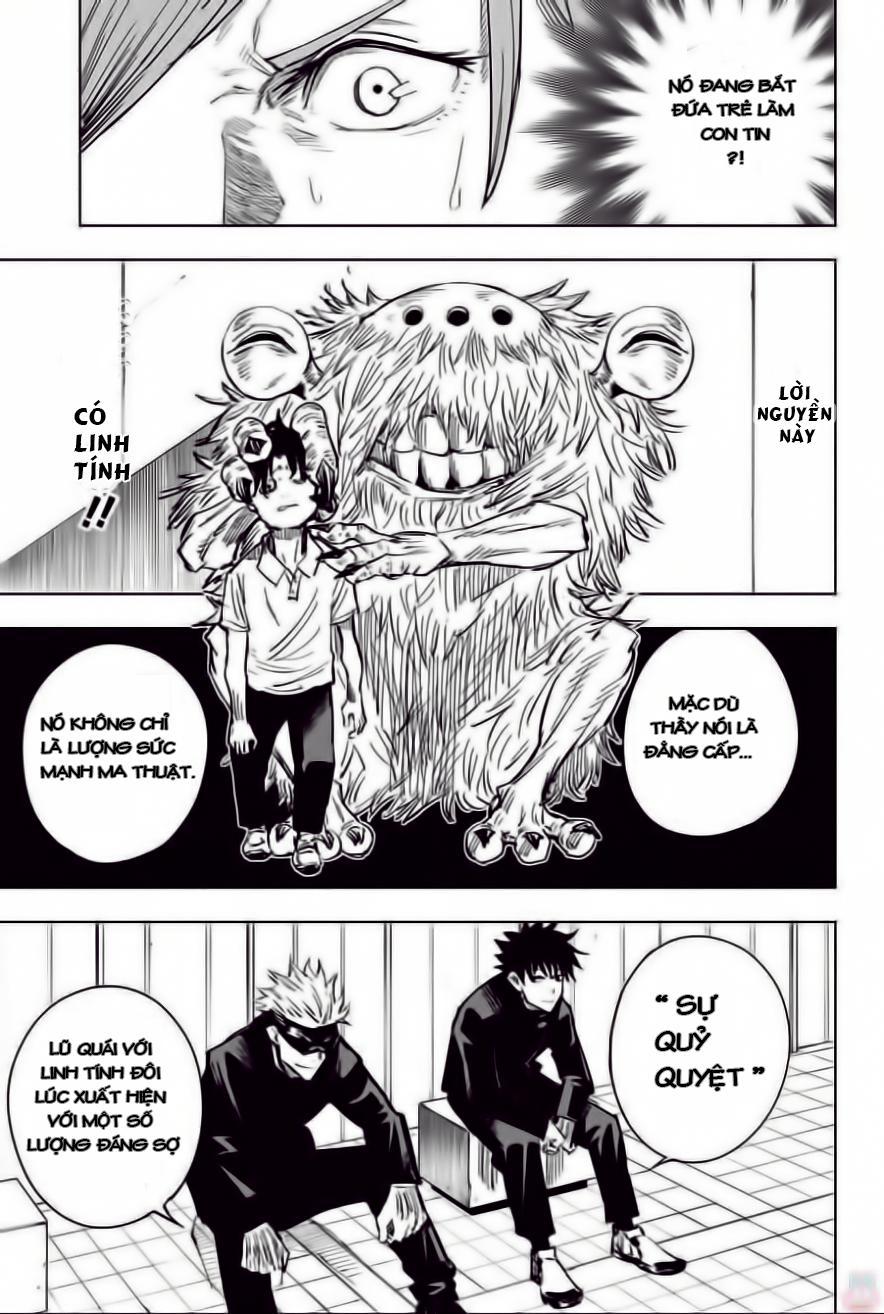 NÓ ĐANG BẮT
ĐỨA TRẺ LÀM
CON TIN
?!
LỜI
NGUYỀN
NÀY
CÓ
LINH
TÍNH
!!
MẶC DÙ
THẦY NÓI LÀ
ĐẲNG CẤP...
NÓ KHÔNG CHỈ
LÀ LƯỢNG SỨC
MẠNH MA THUẬT.
“ SỰ
QUỶ
QUYỆT ”
LŨ QUÁI VỚI
LINH TÍNH ĐÔI
LÚC XUẤT HIỆN
VỚI MỘT SỐ
LƯỢNG ĐÁNG SỢ